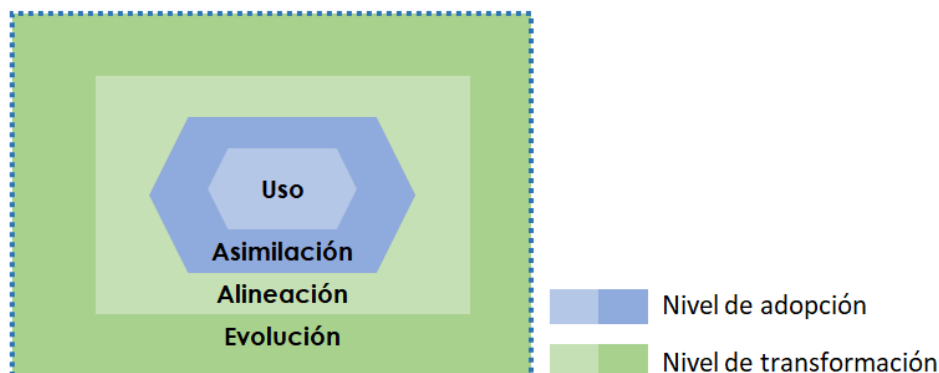 Uso
Asimilación
Alineación
Evolución
Nivel de adopción
Nivel de transformación